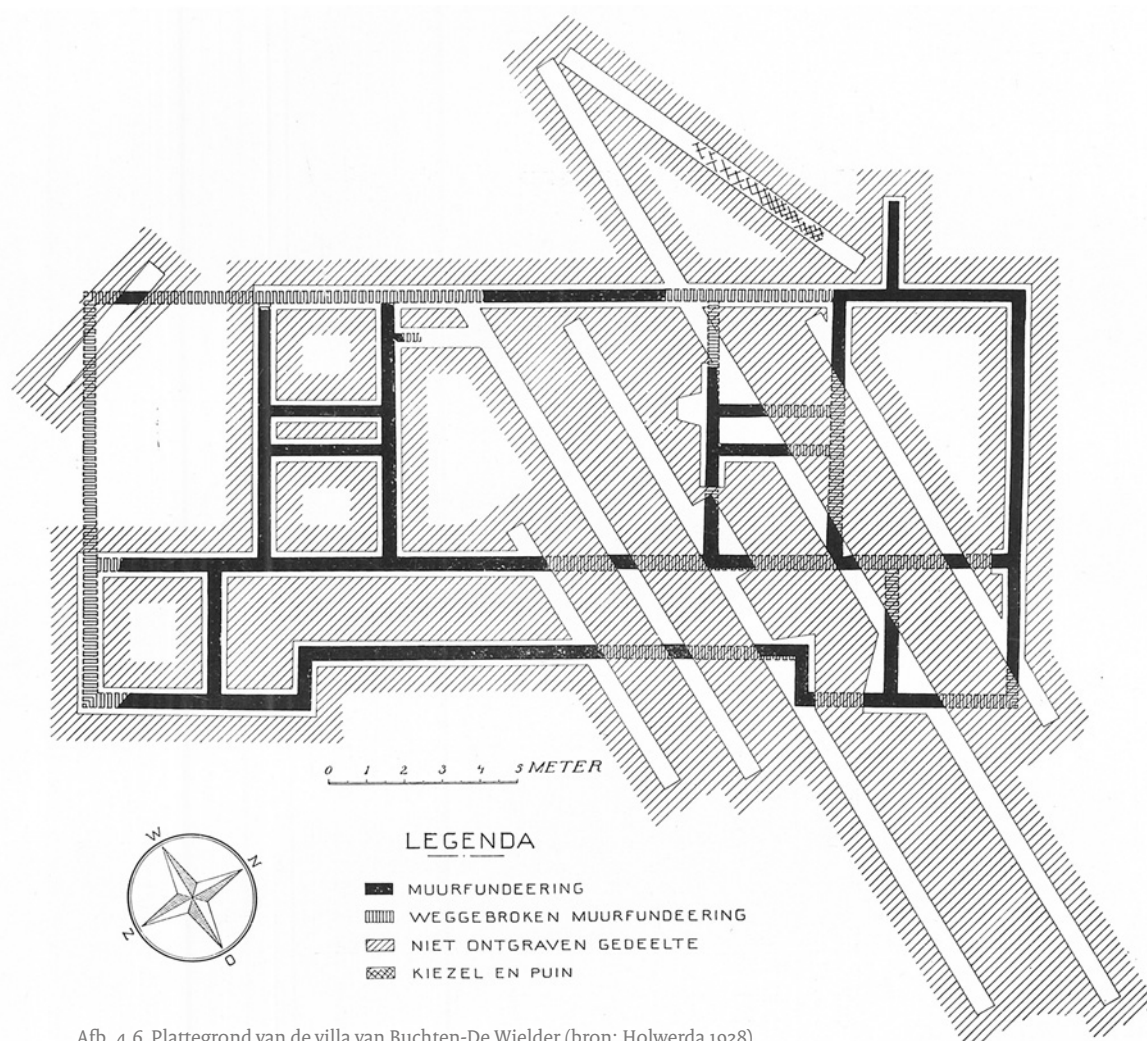 0 1 2 3 4 5 METER
W
N
Z
O
LEGENDA
MUURFUNDEERING
WEGGEBROKEN MUURFUNDEERING
NIET ONTGRAVEN GEDEELTE
KIEZEL EN PUIN
Afb. 4.6 Plattegrond van de villa van Buchten-De Wielder (bron: Holwerda 1928)